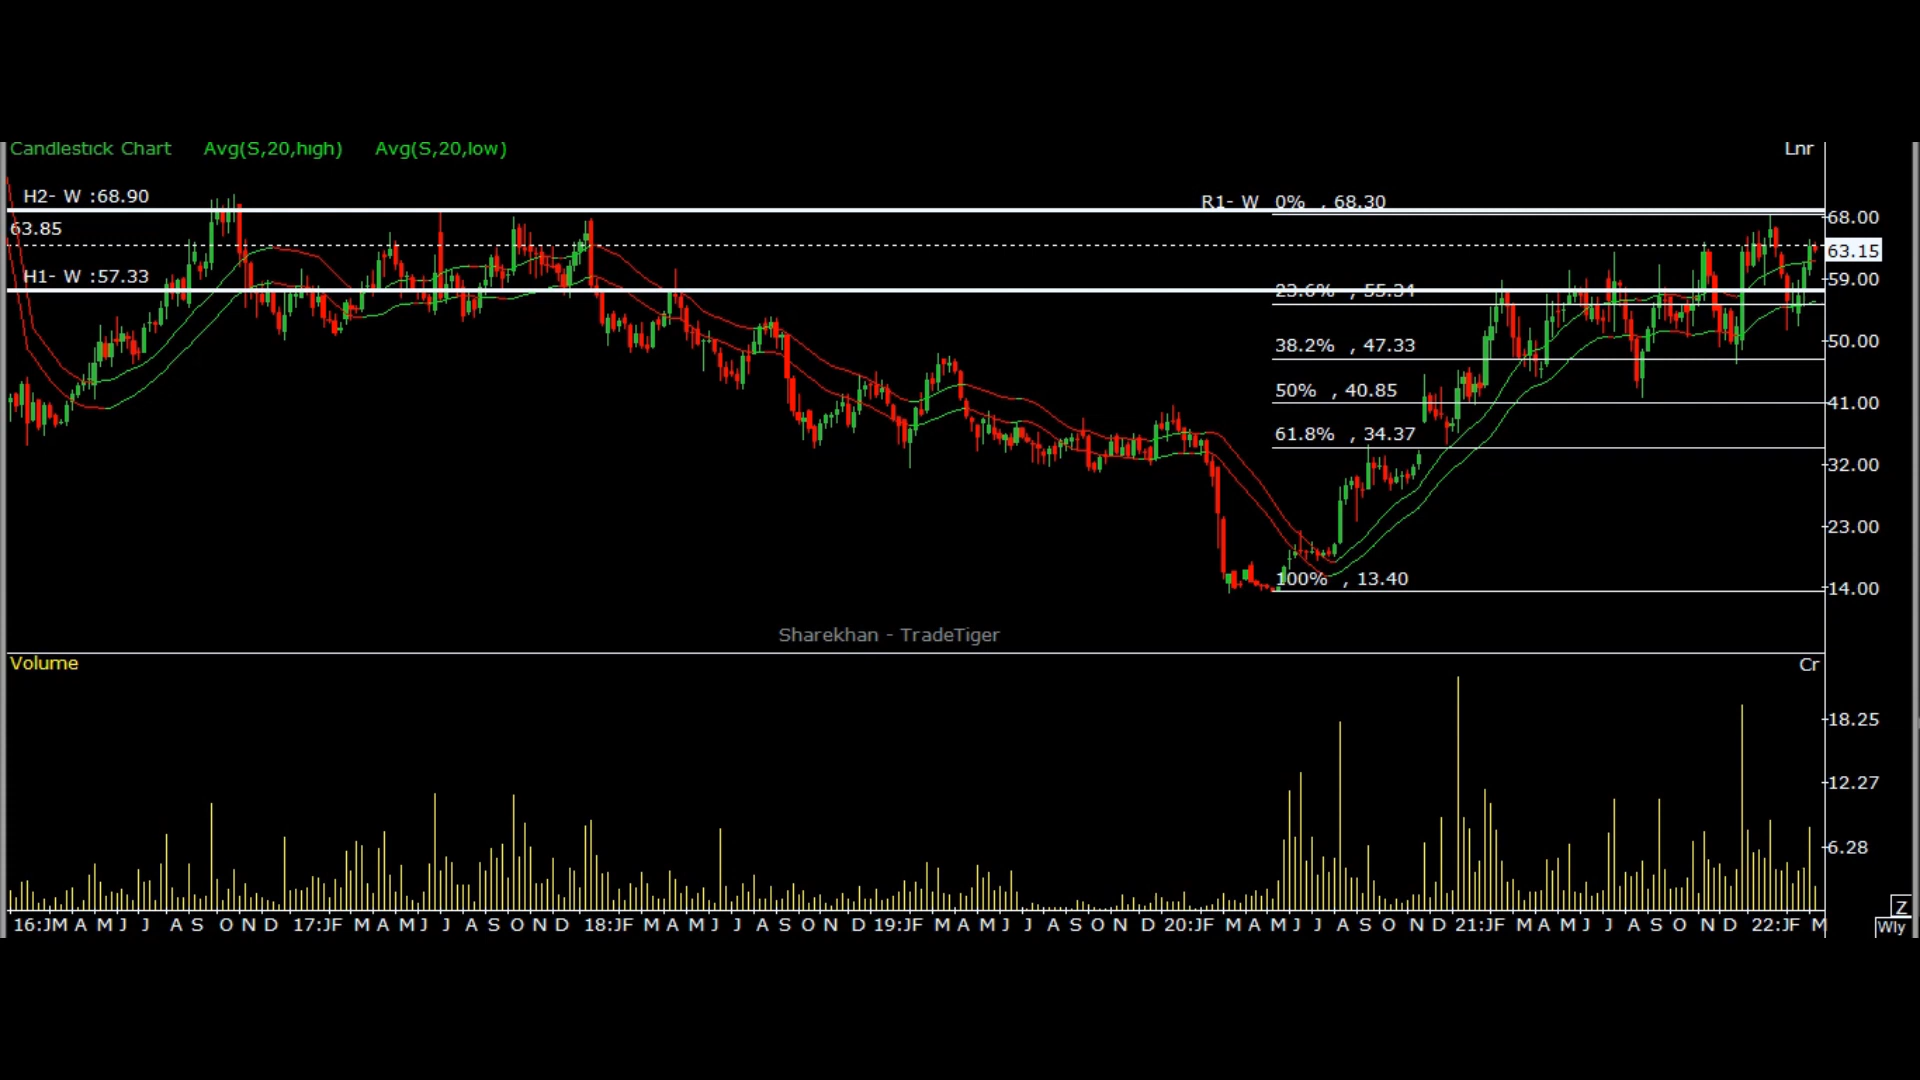 Candlestick Chart Avg(S,20,high) Avg(S,20,low) Lnr
H2- W :68.90
R1- W 0% , 68.30
68.00
63.85
63.15
H1- W :57.33
59.00
23.6% , 55.34
50.00
38.2% , 47.33
50% , 40.85
41.00
61.8% , 34.37
32.00
23.00
100% , 13.40
14.00
Sharekhan - TradeTiger
Volume Cr
18.25
12.27
6.28
Z
16:JM A M J J A S O N D 17:JF M A M J J A S O N D 18:JF M A M J J A S O N D 19:JF M A M J J A S O N D 20:JF M A M J J A S O N D 21:JF M A M J J A S O N D 22:JF M
Wly